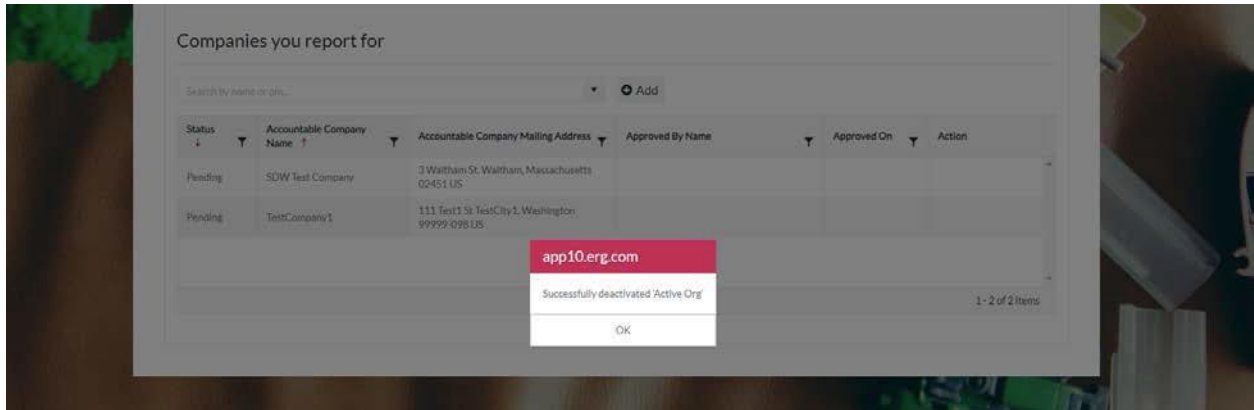 Companies you report for
Search by name or pin...
Add
Status
Accountable Company
Name
Accountable Company Mailing Address
Approved By Name
Approved On
Action
Pending
SDW Test Company
3 Waltham St. Waltham, Massachusetts
02451 US
Pending
TestCompany1
111 Test1 St TestCity1, Washington
99999-098 US
app10.erg.com
Successfully deactivated 'Active Org'
OK
1 - 2 of 2 items